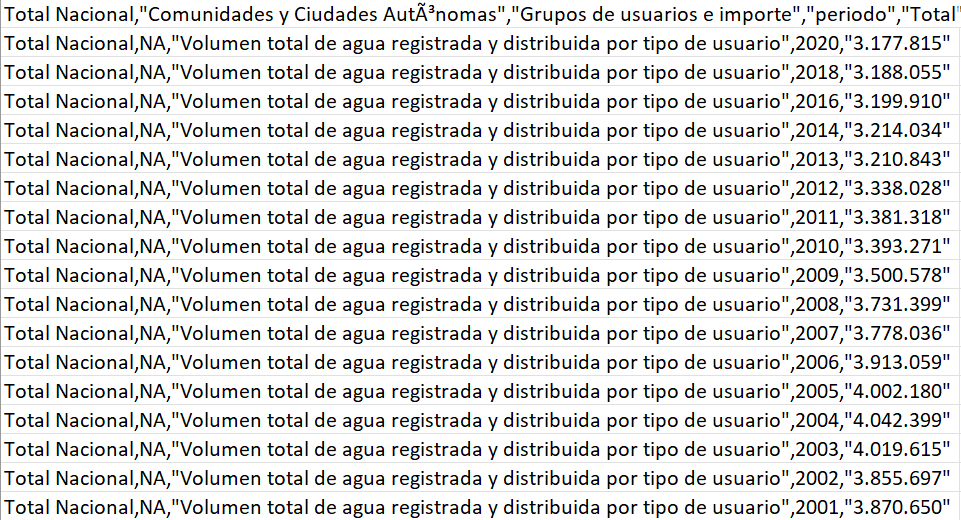 Total Nacional,"Comunidades y Ciudades AutÃ³nomas","Grupos de usuarios e importe","periodo","Total"
Total Nacional,NA,"Volumen total de agua registrada y distribuida por tipo de usuario",2020,"3.177.815"
Total Nacional,NA,"Volumen total de agua registrada y distribuida por tipo de usuario",2018,"3.188.055"
Total Nacional,NA,"Volumen total de agua registrada y distribuida por tipo de usuario",2016,"3.199.910"
Total Nacional,NA,"Volumen total de agua registrada y distribuida por tipo de usuario",2014,"3.214.034"
Total Nacional,NA,"Volumen total de agua registrada y distribuida por tipo de usuario",2013,"3.210.843"
Total Nacional,NA,"Volumen total de agua registrada y distribuida por tipo de usuario",2012,"3.338.028"
Total Nacional,NA,"Volumen total de agua registrada y distribuida por tipo de usuario",2011,"3.381.318"
Total Nacional,NA,"Volumen total de agua registrada y distribuida por tipo de usuario",2010,"3.393.271"
Total Nacional,NA,"Volumen total de agua registrada y distribuida por tipo de usuario",2009,"3.500.578"
Total Nacional,NA,"Volumen total de agua registrada y distribuida por tipo de usuario",2008,"3.731.399"
Total Nacional,NA,"Volumen total de agua registrada y distribuida por tipo de usuario",2007,"3.778.036"
Total Nacional,NA,"Volumen total de agua registrada y distribuida por tipo de usuario",2006,"3.913.059"
Total Nacional,NA,"Volumen total de agua registrada y distribuida por tipo de usuario",2005,"4.002.180"
Total Nacional,NA,"Volumen total de agua registrada y distribuida por tipo de usuario",2004,"4.042.399"
Total Nacional,NA,"Volumen total de agua registrada y distribuida por tipo de usuario",2003,"4.019.615"
Total Nacional,NA,"Volumen total de agua registrada y distribuida por tipo de usuario",2002,"3.855.697"
Total Nacional,NA,"Volumen total de agua registrada y distribuida por tipo de usuario",2001,"3.870.650"